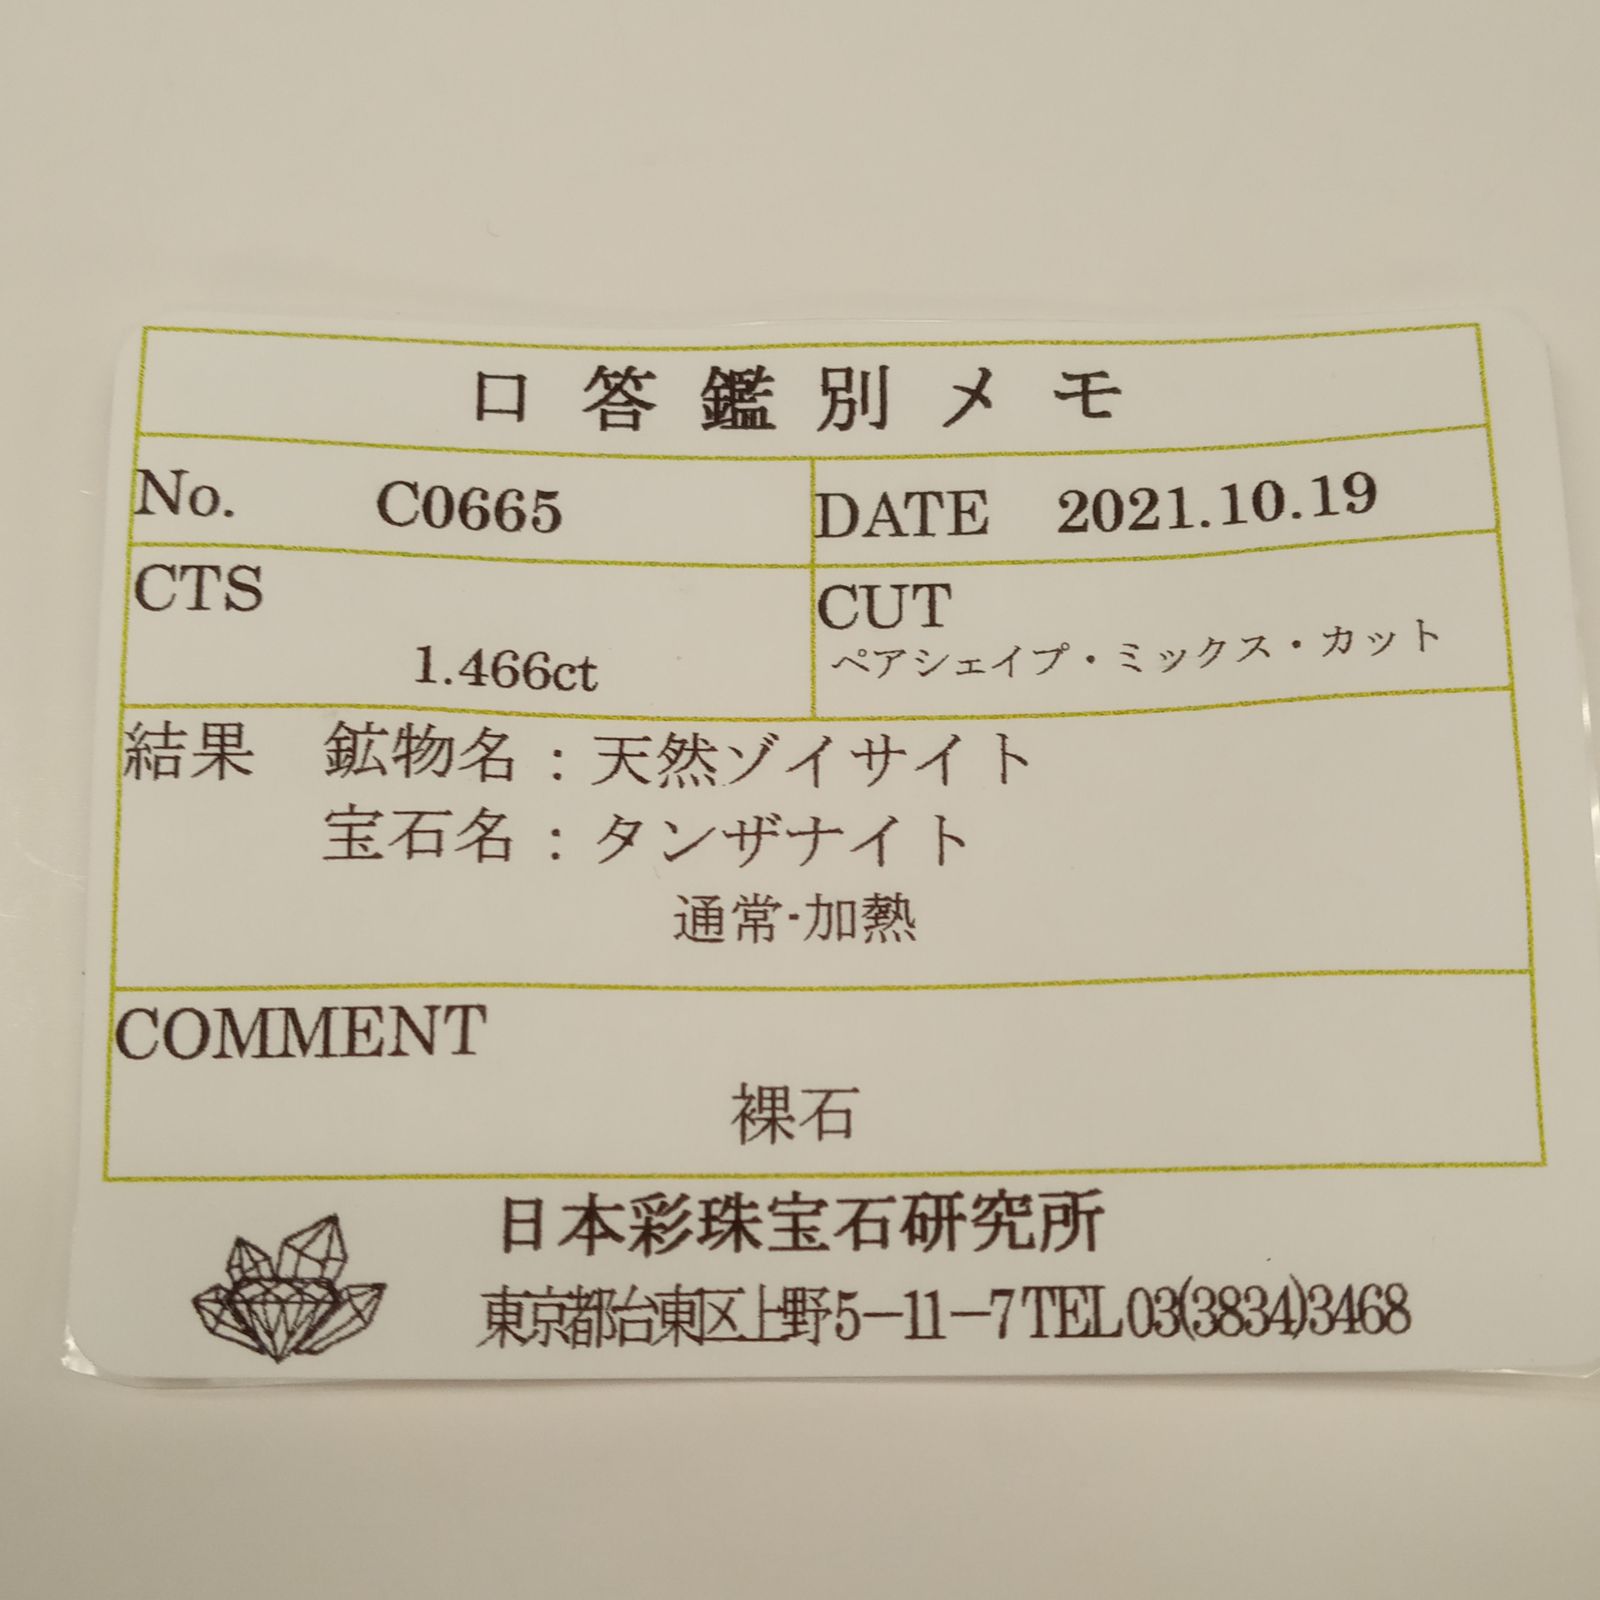 口答鑑別メモ
No. C0665
DATE 2021.10.19
CTS
1.466ct
CUT
ペアシェイプ・ミックス・カット
結果 鉱物名：天然ゾイサイト
宝石名：タンザナイト
通常・加熱
COMMENT
裸石
日本彩珠宝石研究所
東京都台東区上野5－11－7 TEL 03(3834)3468